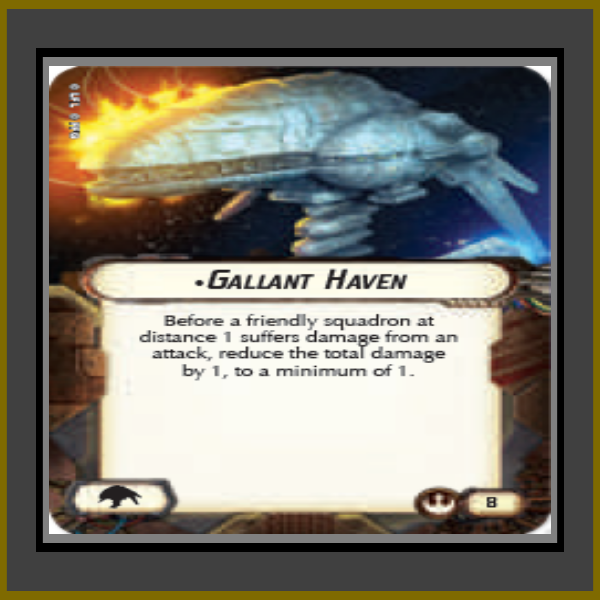 •GALLANT HAVEN
Before a friendly squadron at
distance 1 suffers damage from an
attack, reduce the total damage
by 1, to a minimum of 1.
8